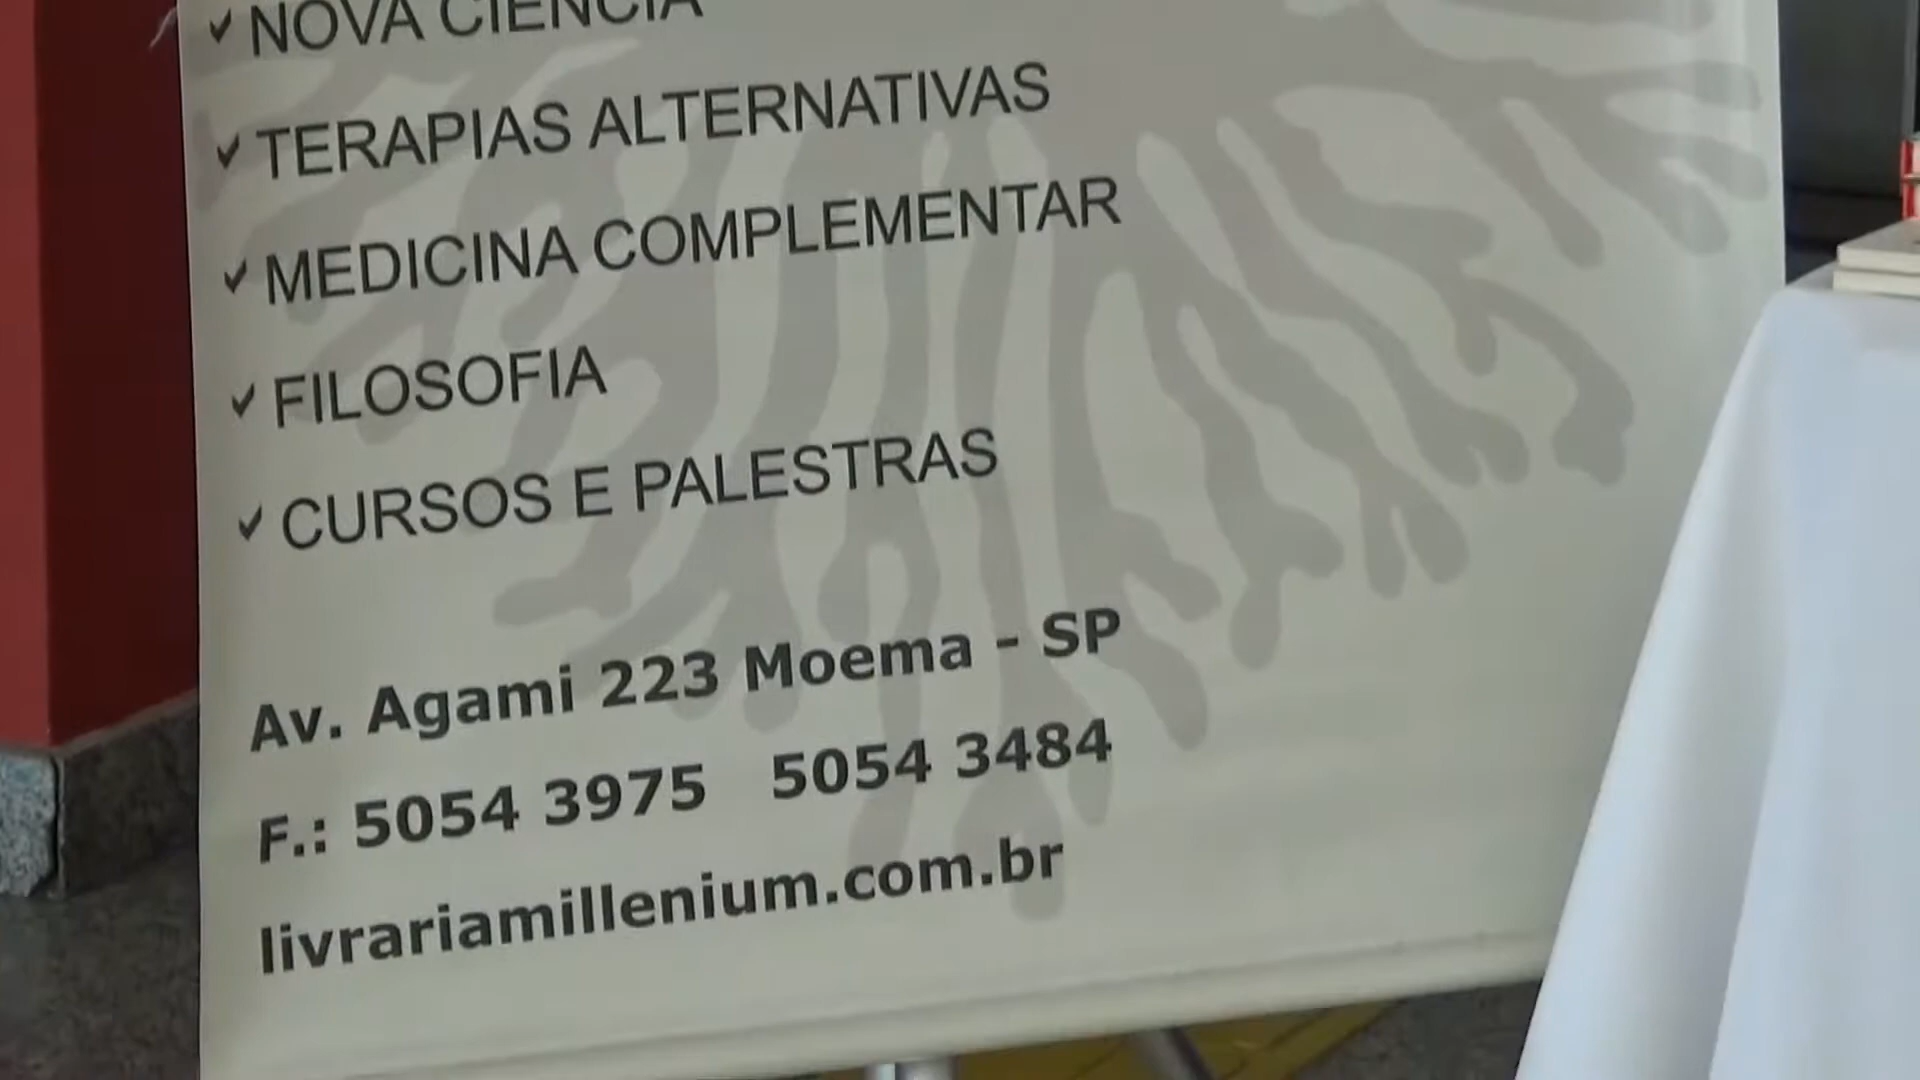 NOVA CIÊNCIA
TERAPIAS ALTERNATIVAS
MEDICINA COMPLEMENTAR
FILOSOFIA
CURSOS E PALESTRAS
Av. Agami 223 Moema - SP
F.: 5054 3975 5054 3484
livrariamillenium.com.br